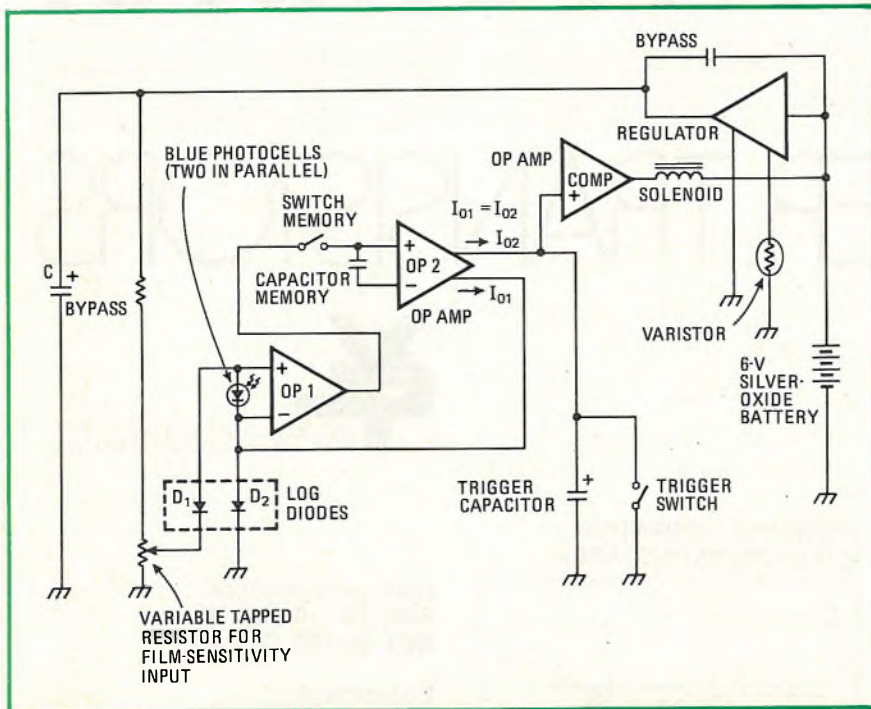 BYPASS
REGULATOR
BLUE PHOTOCELLS
(TWO IN PARALLEL)
OP AMP
COMP
SOLENOID
SWITCH
MEMORY
I01 = I02
I02
C +
BYPASS
CAPACITOR
MEMORY
+
OP 2
−
I01
OP AMP
VARISTOR
+
OP 1
−
6-V
SILVER-
OXIDE
BATTERY
D1
D2
LOG
DIODES
TRIGGER
CAPACITOR
+
TRIGGER
SWITCH
VARIABLE TAPPED
RESISTOR FOR
FILM-SENSITIVITY
INPUT
+